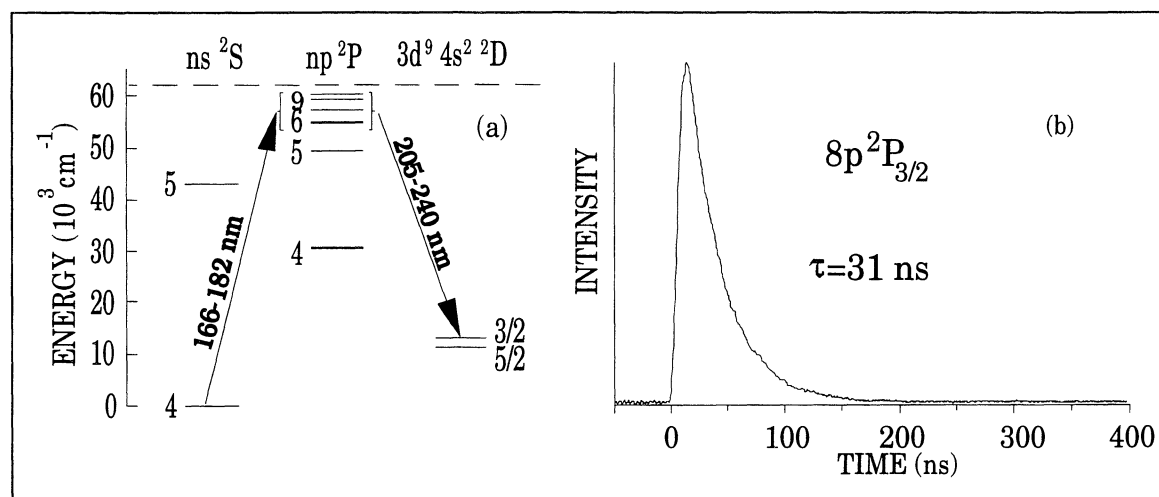 ns ²S np ²P 3d⁹ 4s² ²D
ENERGY (10³ cm⁻¹)
60
50
40
30
20
10
0
9
6
5
5
4
4
166-182 nm
205-240 nm
3/2
5/2
(a)
INTENSITY
(b)
8p ²P₃/₂
τ=31 ns
0 100 200 300 400
TIME (ns)